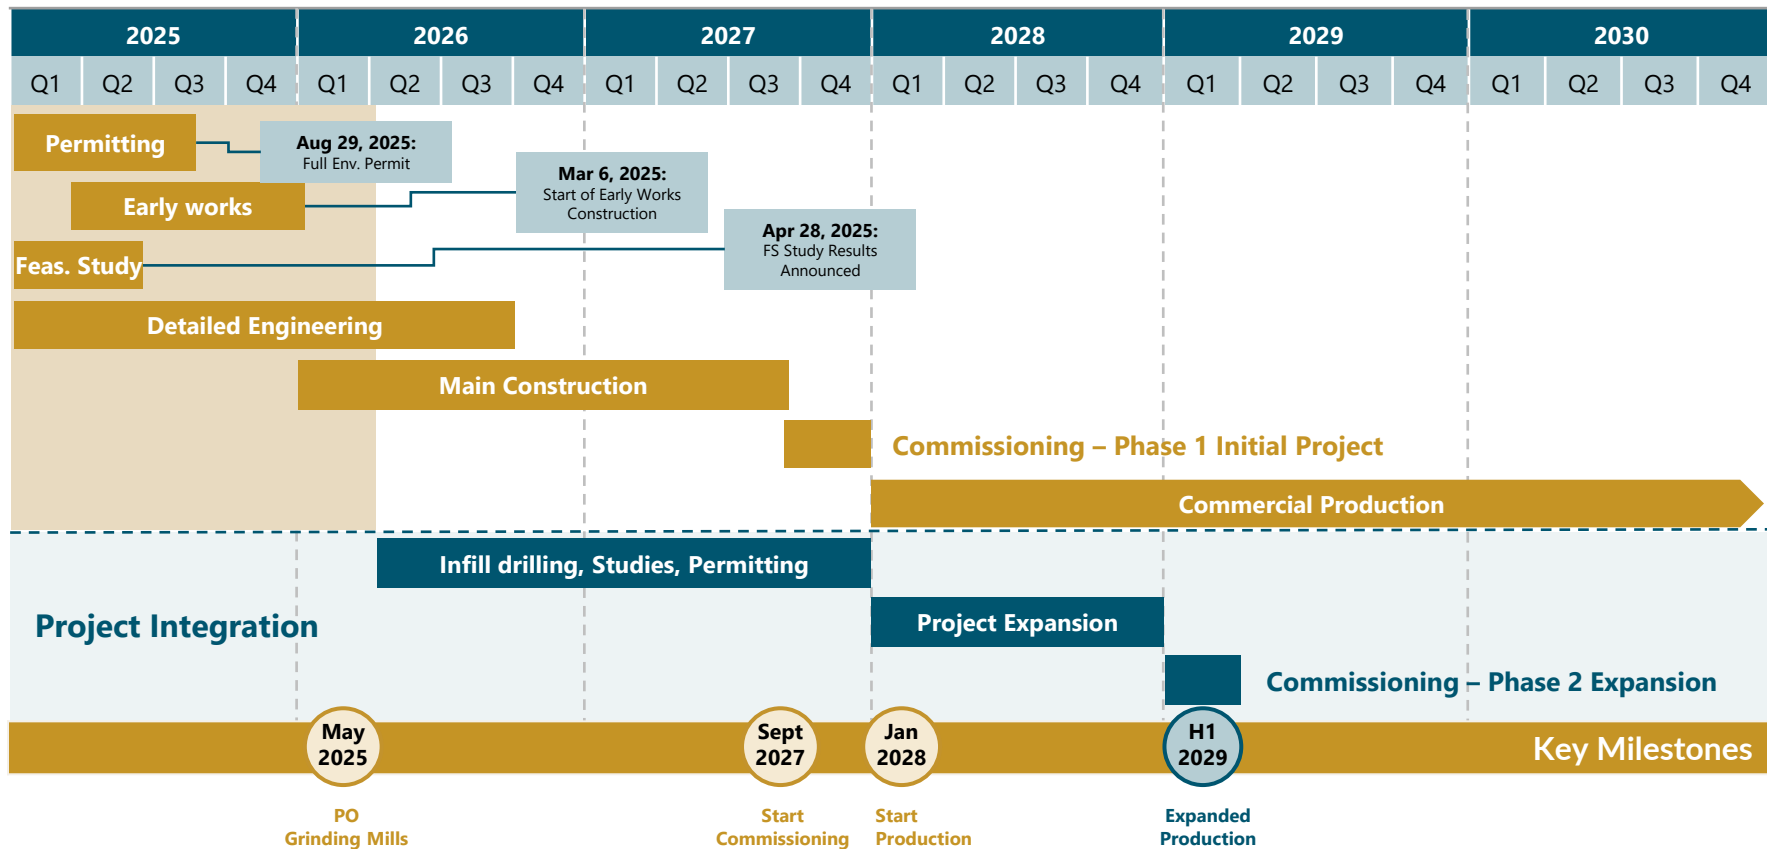 2025 2026 2027 2028 2029 2030
Q1 Q2 Q3 Q4 Q1 Q2 Q3 Q4 Q1 Q2 Q3 Q4 Q1 Q2 Q3 Q4 Q1 Q2 Q3 Q4 Q1 Q2 Q3 Q4
Permitting
Aug 29, 2025:
Full Env. Permit
Early works
Mar 6, 2025:
Start of Early Works
Construction
Feas. Study
Apr 28, 2025:
FS Study Results
Announced
Detailed Engineering
Main Construction
Commissioning – Phase 1 Initial Project
Commercial Production
Infill drilling, Studies, Permitting
Project Integration
Project Expansion
Commissioning – Phase 2 Expansion
May
2025
Sept
2027
Jan
2028
H1
2029
Key Milestones
PO
Grinding Mills
Start
Commissioning
Start
Production
Expanded
Production